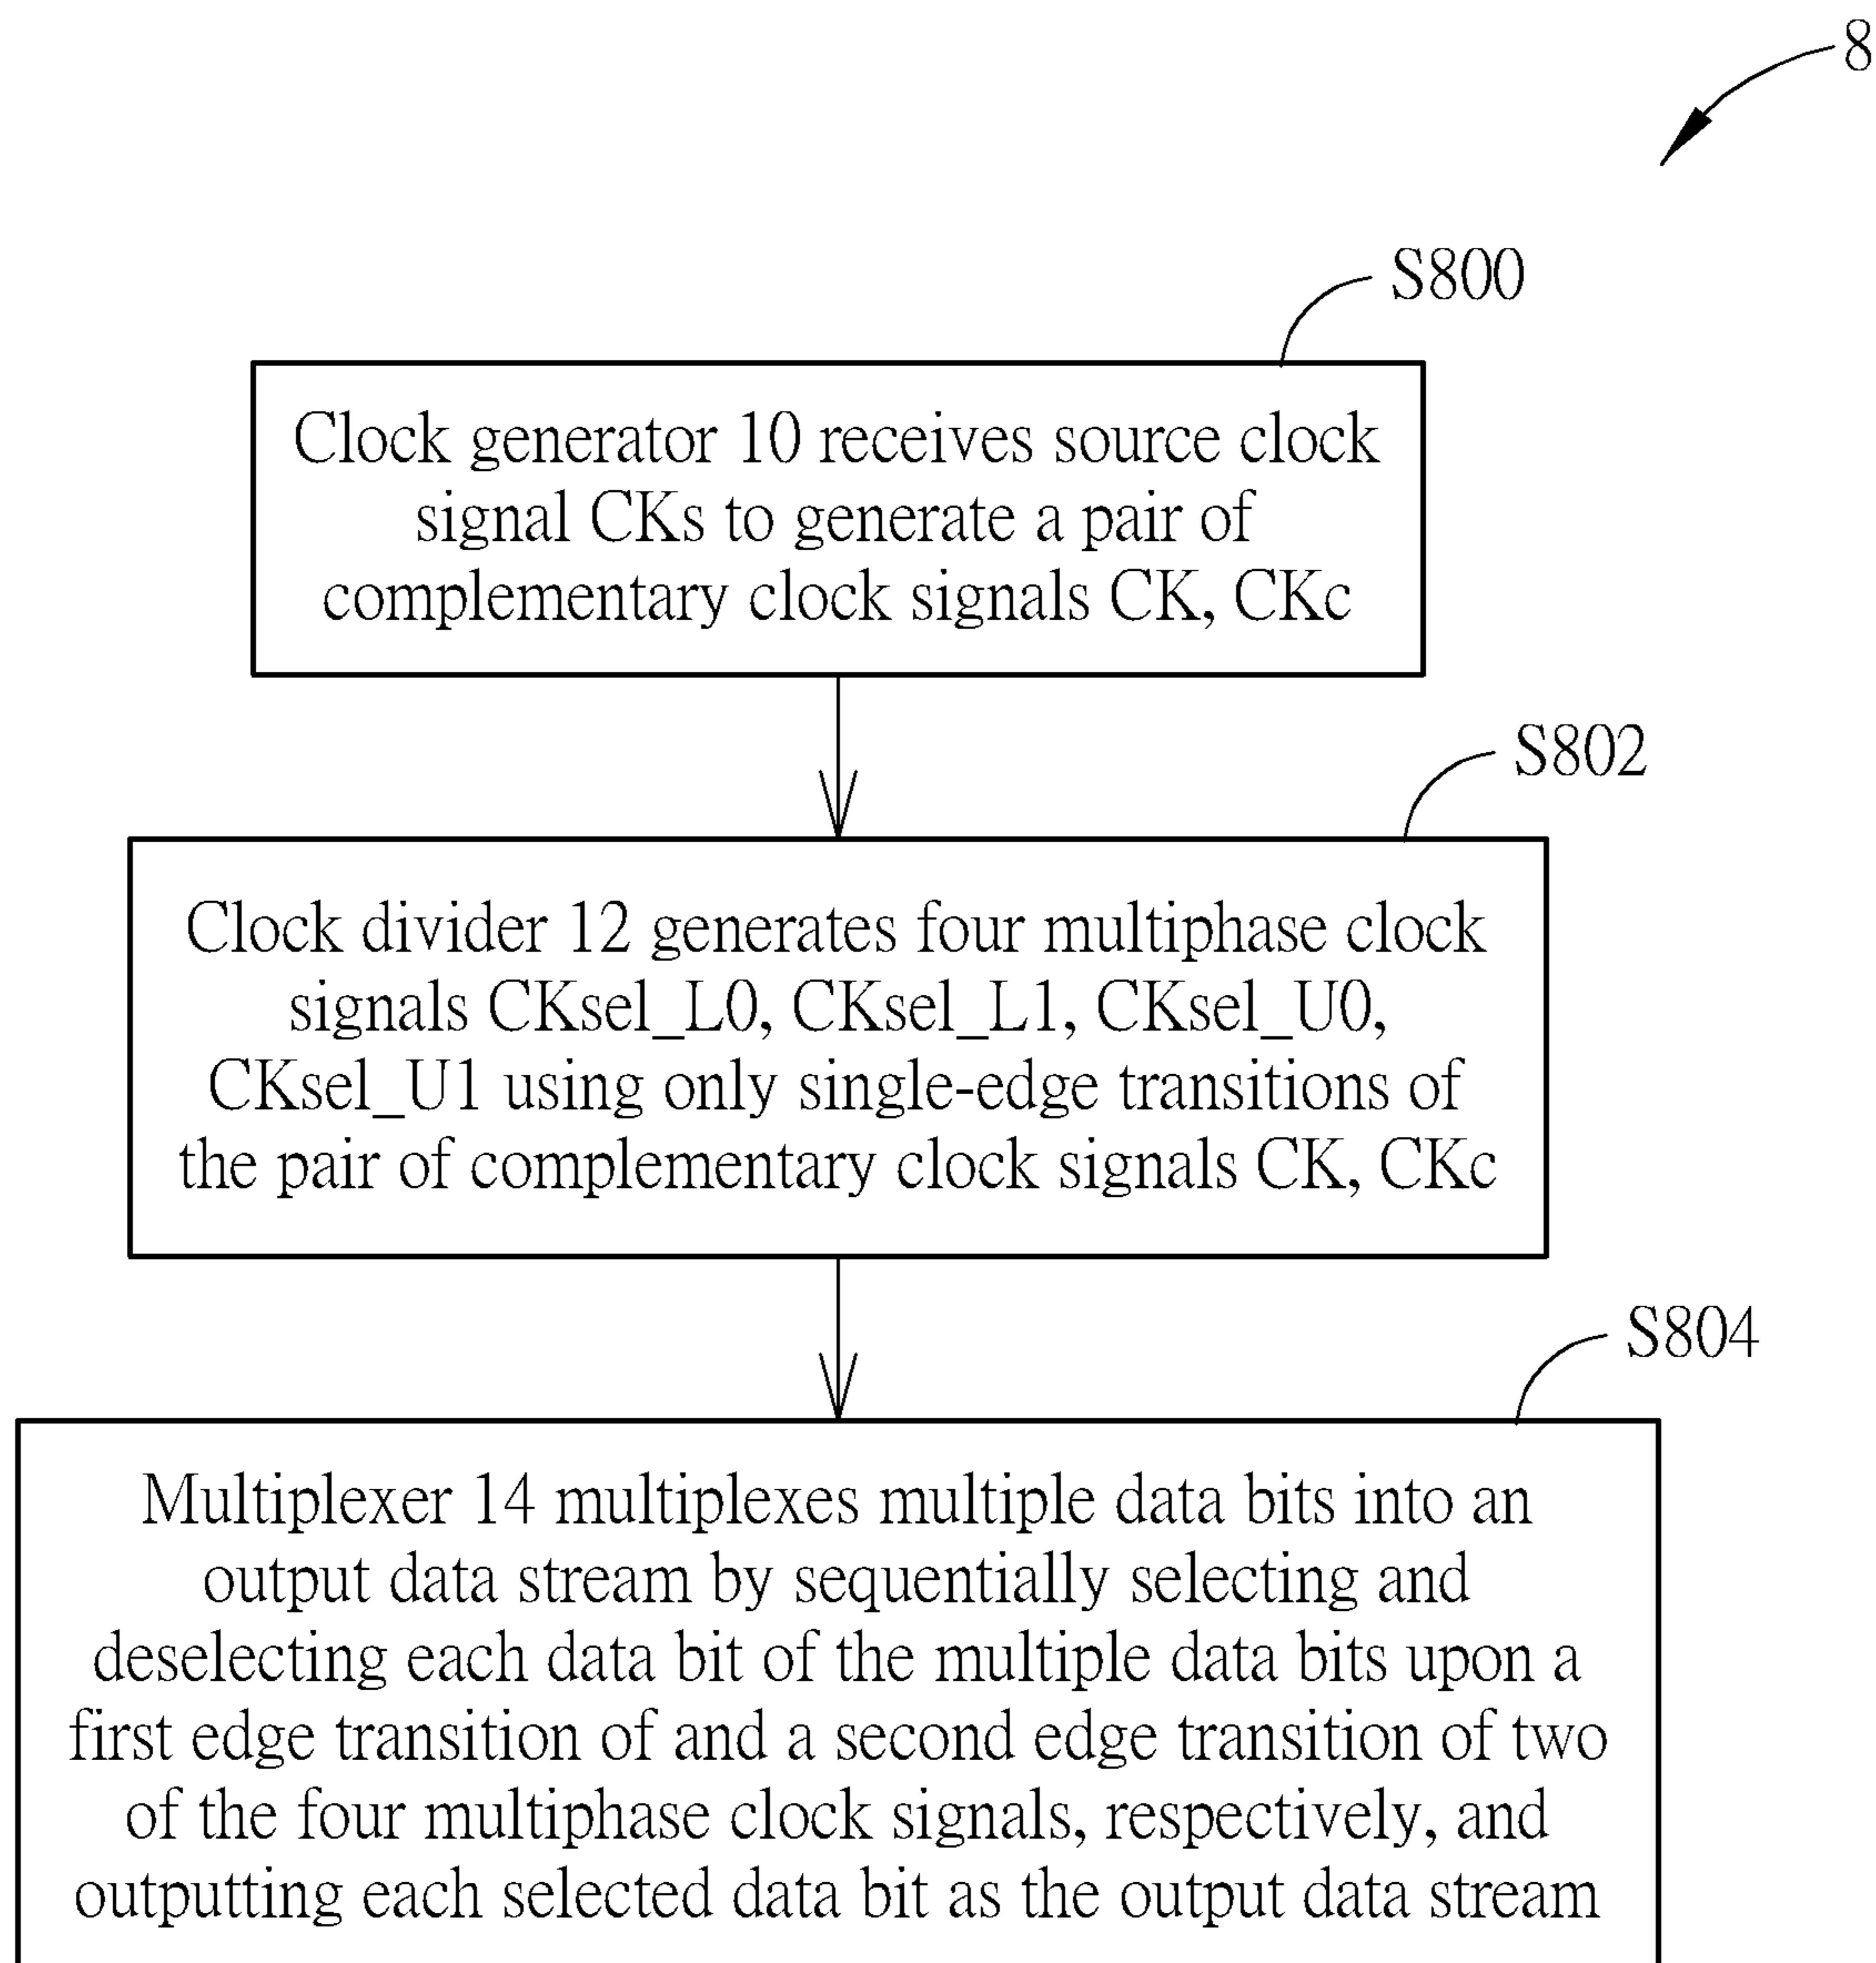 8
S800
Clock generator 10 receives source clock
signal CKs to generate a pair of
complementary clock signals CK, CKc
S802
Clock divider 12 generates four multiphase clock
signals CKsel_L0, CKsel_L1, CKsel_U0,
CKsel_U1 using only single-edge transitions of
the pair of complementary clock signals CK, CKc
S804
Multiplexer 14 multiplexes multiple data bits into an
output data stream by sequentially selecting and
deselecting each data bit of the multiple data bits upon a
first edge transition of and a second edge transition of two
of the four multiphase clock signals, respectively, and
outputting each selected data bit as the output data stream